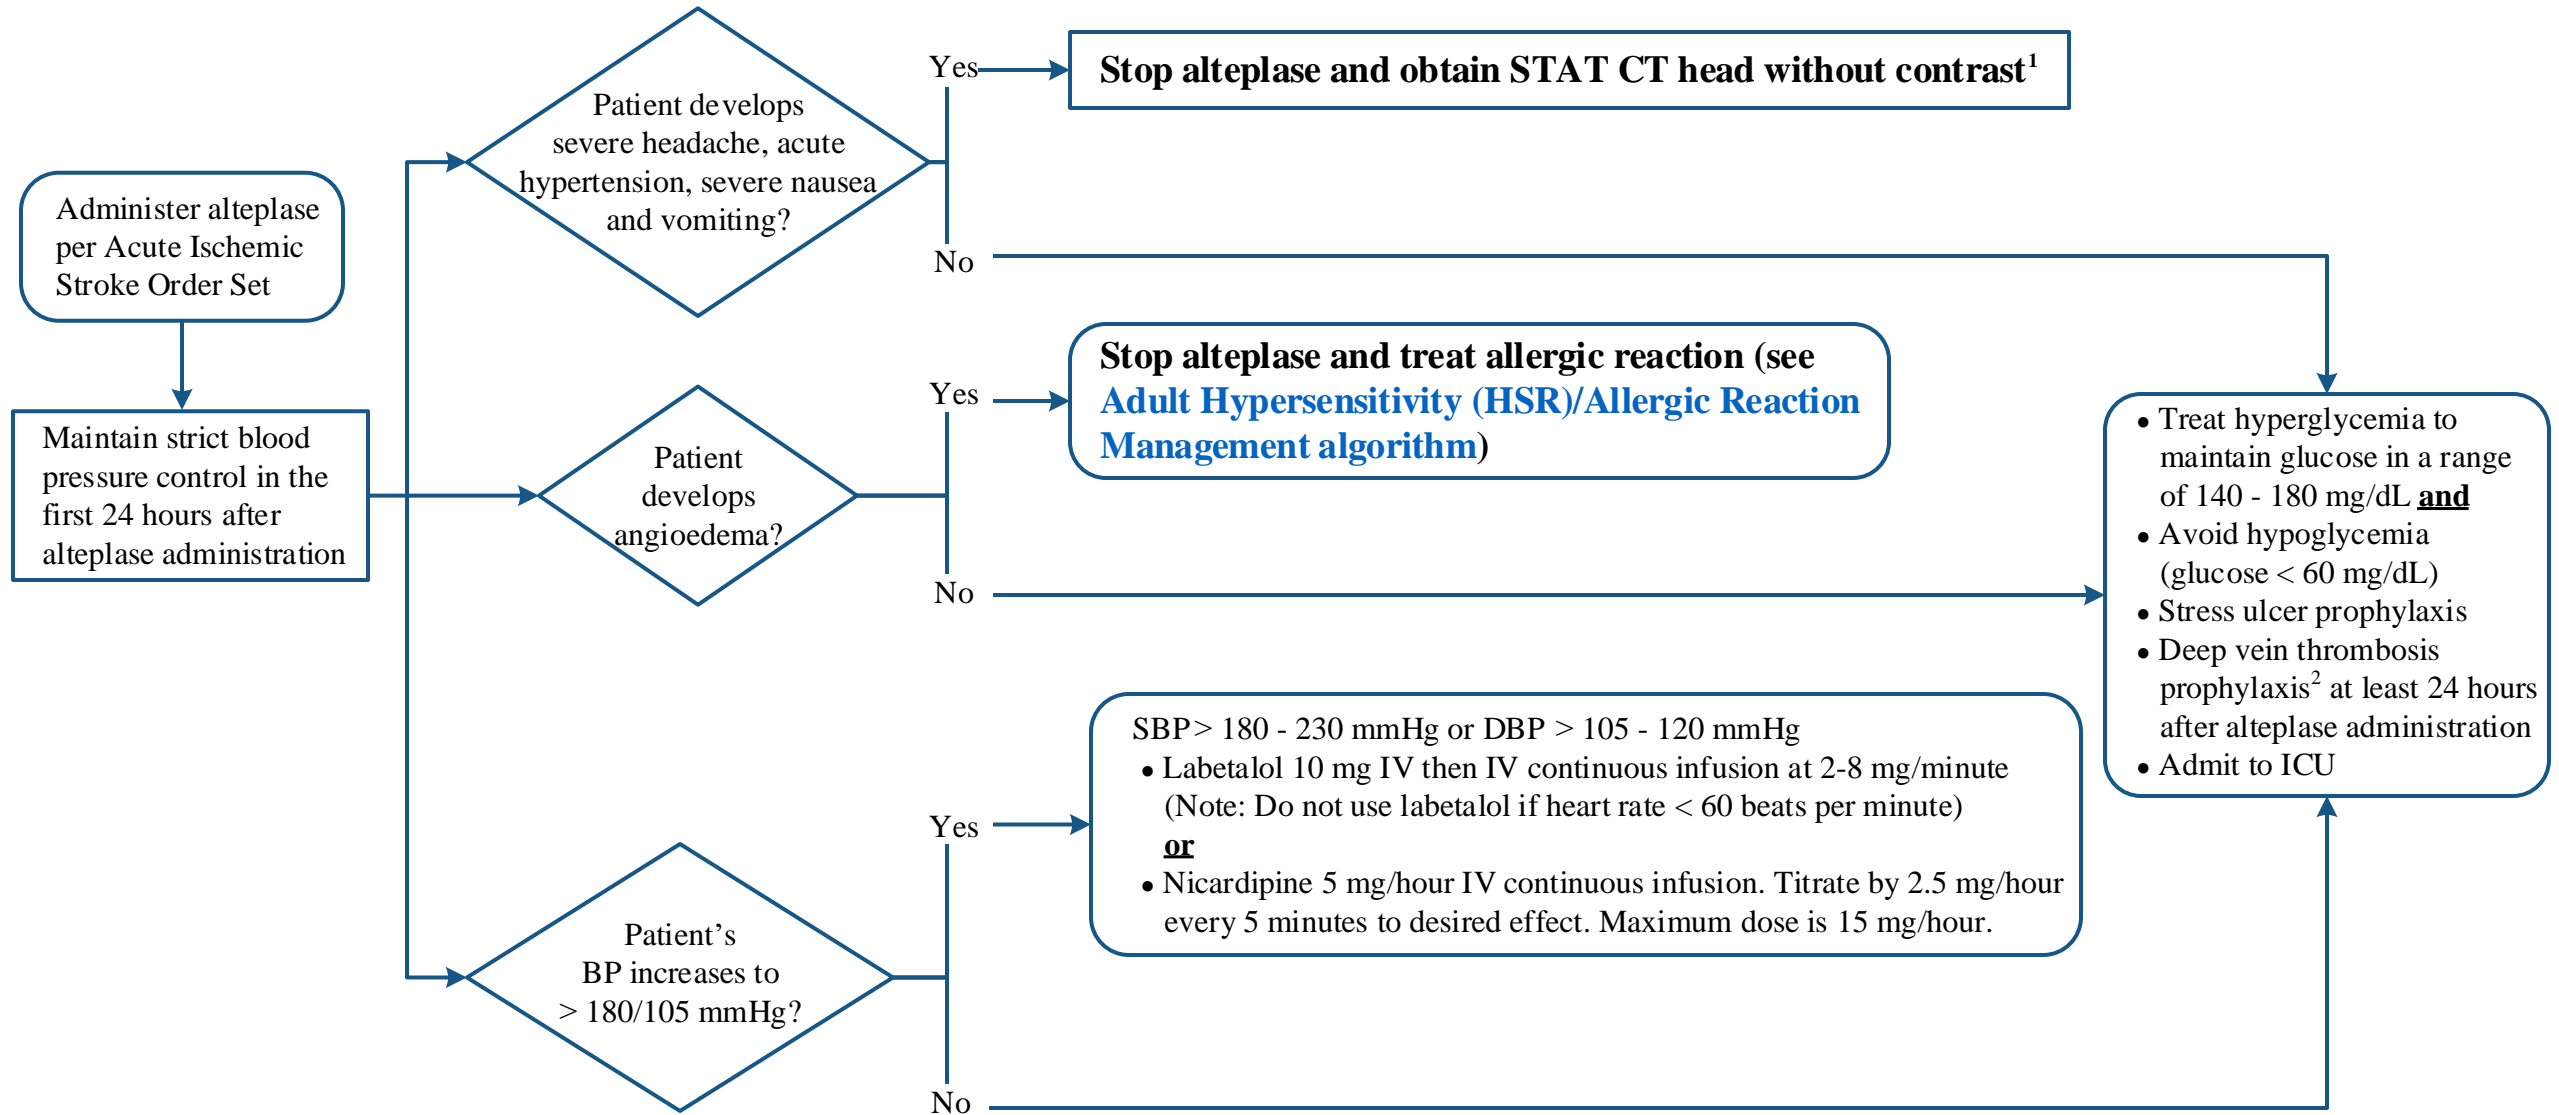 Administer alteplase
per Acute Ischemic
Stroke Order Set
Maintain strict blood
pressure control in the
first 24 hours after
alteplase administration
Patient develops
severe headache, acute
hypertension, severe nausea
and vomiting?
Yes
Stop alteplase and obtain STAT CT head without contrast¹
No
Patient
develops
angioedema?
Yes
Stop alteplase and treat allergic reaction (see
Adult Hypersensitivity (HSR)/Allergic Reaction
Management algorithm)
No
Patient’s
BP increases to
> 180/105 mmHg?
Yes
SBP> 180 - 230 mmHg or DBP > 105 - 120 mmHg
● Labetalol 10 mg IV then IV continuous infusion at 2-8 mg/minute
(Note: Do not use labetalol if heart rate < 60 beats per minute)
or
● Nicardipine 5 mg/hour IV continuous infusion. Titrate by 2.5 mg/hour
every 5 minutes to desired effect. Maximum dose is 15 mg/hour.
No
● Treat hyperglycemia to
maintain glucose in a range
of 140 - 180 mg/dL and
● Avoid hypoglycemia
(glucose < 60 mg/dL)
● Stress ulcer prophylaxis
● Deep vein thrombosis
prophylaxis² at least 24 hours
after alteplase administration
● Admit to ICU